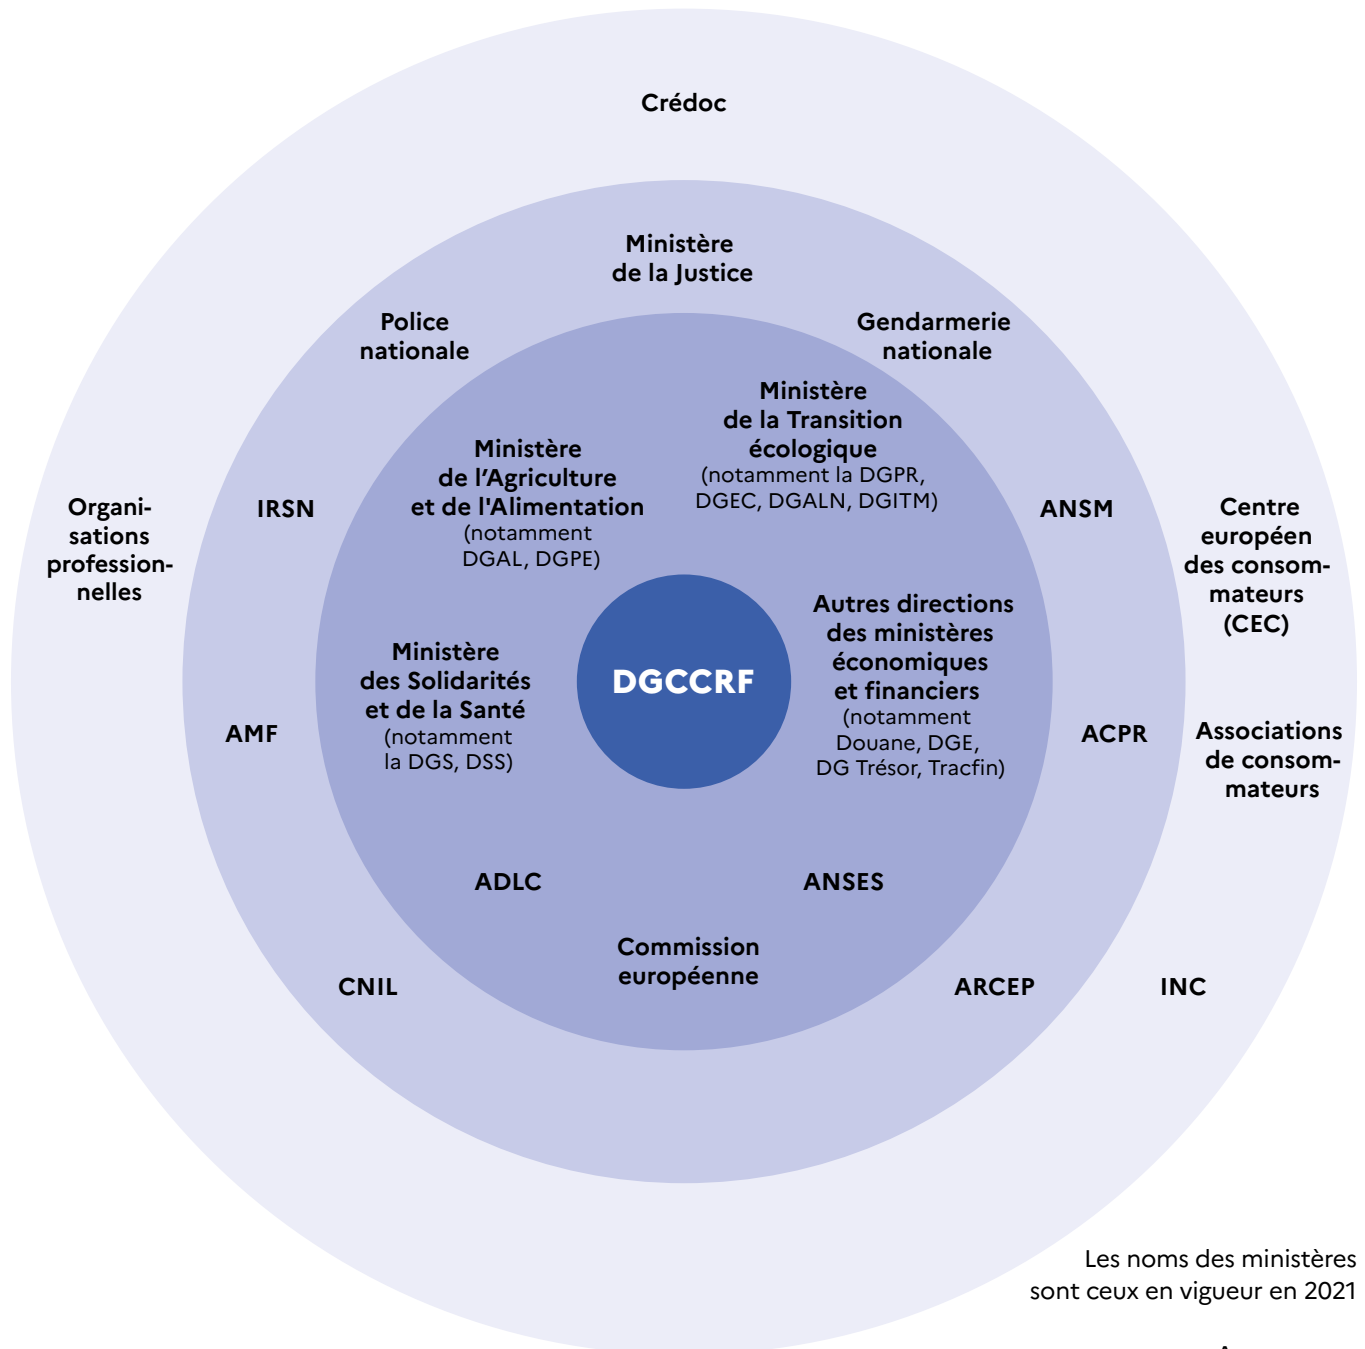 Crédoc
Ministère
de la Justice
Police
nationale
Gendarmerie
nationale
Ministère
de la Transition
écologique
(notamment la DGPR,
DGEC, DGALN, DGITM)
Ministère
de l’Agriculture
et de l'Alimentation
(notamment
DGAL, DGPE)
Organi-
sations
profession-
nelles
IRSN
ANSM
Centre
européen
des consom-
mateurs
(CEC)
Autres directions
des ministères
économiques
et financiers
(notamment
Douane, DGE,
DG Trésor, Tracfin)
Ministère
des Solidarités
et de la Santé
(notamment
la DGS, DSS)
DGCCRF
AMF
ACPR
Associations
de consom-
mateurs
ADLC
ANSES
Commission
européenne
CNIL
ARCEP
INC
Les noms des ministères
sont ceux en vigueur en 2021